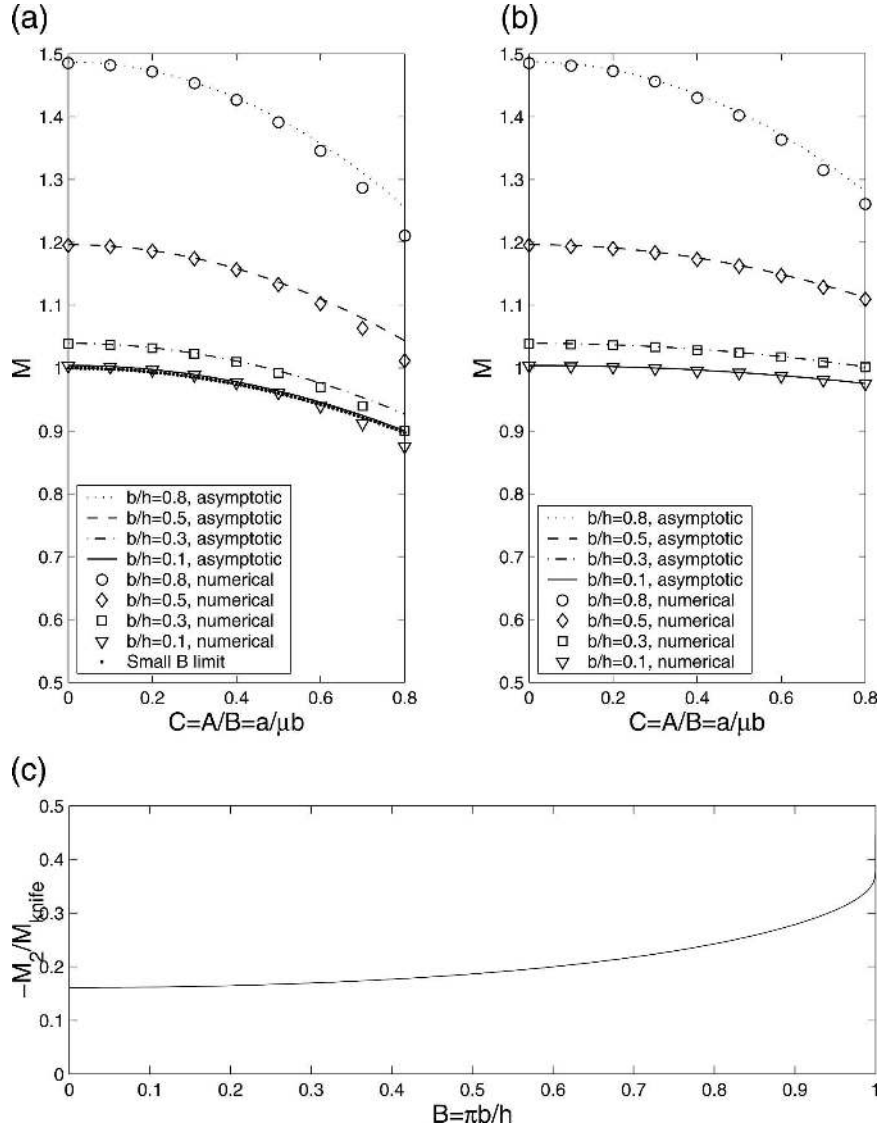 (a)
(b)
1.5
1.4
1.3
1.2
1.1
1
0.9
0.8
0.7
0.6
0.5
M
b/h=0.8, asymptotic
b/h=0.5, asymptotic
b/h=0.3, asymptotic
b/h=0.1, asymptotic
b/h=0.8, numerical
b/h=0.5, numerical
b/h=0.3, numerical
b/h=0.1, numerical
Small B limit
0 0.2 0.4 0.6 0.8
C=A/B=a/μb
1.5
1.4
1.3
1.2
1.1
1
0.9
0.8
0.7
0.6
0.5
M
b/h=0.8, asymptotic
b/h=0.5, asymptotic
b/h=0.3, asymptotic
b/h=0.1, asymptotic
b/h=0.8, numerical
b/h=0.5, numerical
b/h=0.3, numerical
b/h=0.1, numerical
0 0.2 0.4 0.6 0.8
C=A/B=a/μb
(c)
0.5
0.4
0.3
0.2
0.1
0
-M_2/M_knife
0 0.1 0.2 0.3 0.4 0.5 0.6 0.7 0.8 0.9 1
B=πb/h